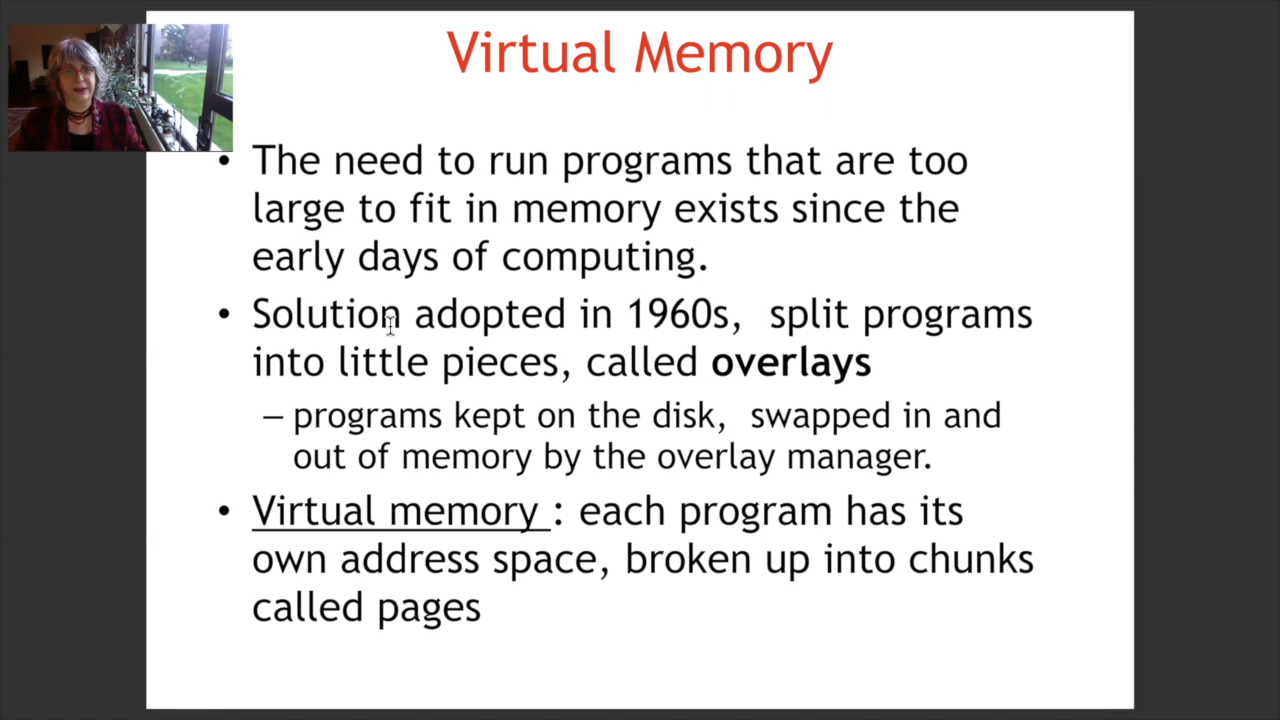 Virtual Memory
• The need to run programs that are too
large to fit in memory exists since the
early days of computing.
• Solution adopted in 1960s,  split programs
into little pieces, called overlays
– programs kept on the disk,  swapped in and
out of memory by the overlay manager.
• Virtual memory : each program has its
own address space, broken up into chunks
called pages